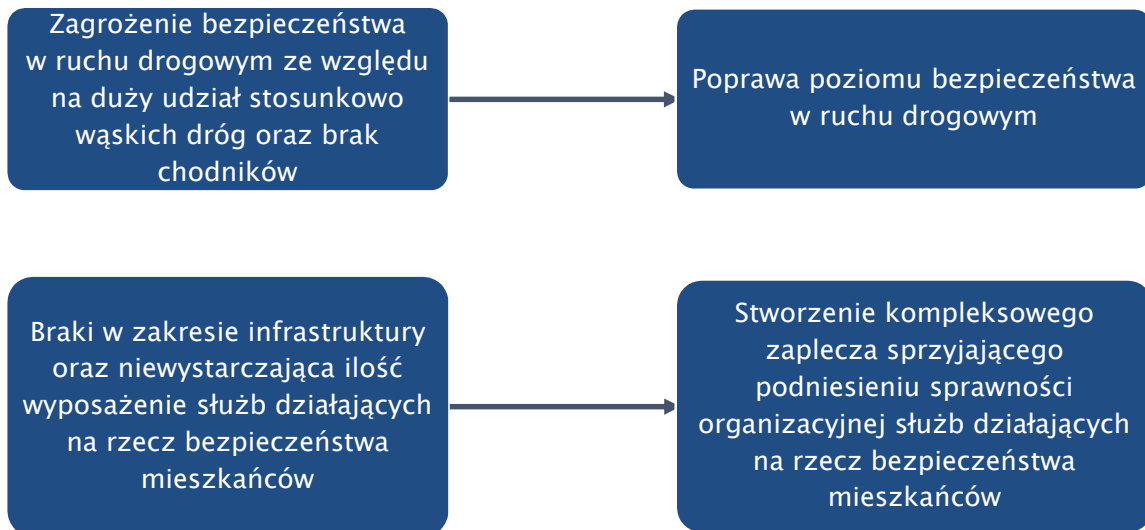 Zagrożenie bezpieczeństwa
w ruchu drogowym ze względu
na duży udział stosunkowo
wąskich dróg oraz brak
chodników
Poprawa poziomu bezpieczeństwa
w ruchu drogowym
Braki w zakresie infrastruktury
oraz niewystarczająca ilość
wyposażenie służb działających
na rzecz bezpieczeństwa
mieszkańców
Stworzenie kompleksowego
zaplecza sprzyjającego
podniesieniu sprawności
organizacyjnej służb działających
na rzecz bezpieczeństwa
mieszkańców